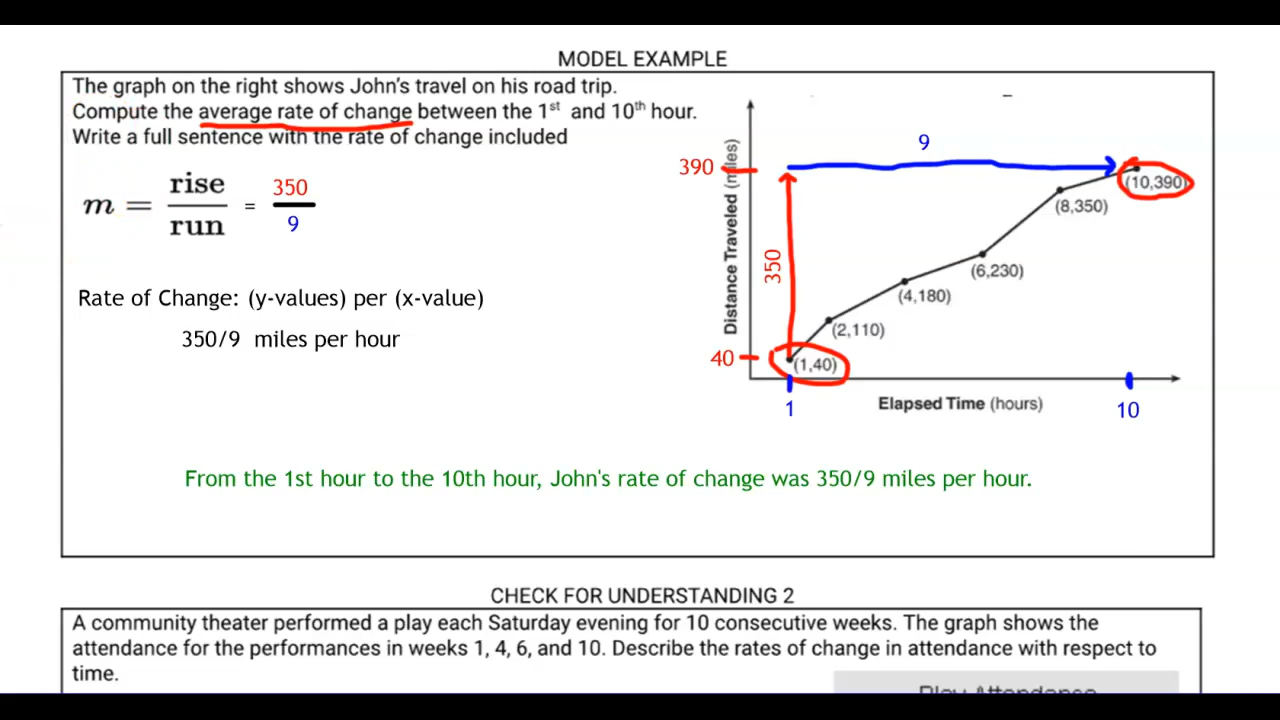 MODEL EXAMPLE
The graph on the right shows John's travel on his road trip.
Compute the average rate of change between the 1st and 10th hour.
Write a full sentence with the rate of change included
m = rise/run = 350/9
Rate of Change: (y-values) per (x-value)
350/9 miles per hour
From the 1st hour to the 10th hour, John's rate of change was 350/9 miles per hour.
9
390
350
40
Distance Traveled (miles)
(10,390)
(8,350)
(6,230)
(4,180)
(2,110)
(1,40)
1
Elapsed Time (hours)
10
CHECK FOR UNDERSTANDING 2
A community theater performed a play each Saturday evening for 10 consecutive weeks. The graph shows the
attendance for the performances in weeks 1, 4, 6, and 10. Describe the rates of change in attendance with respect to
time.
Play Attendance